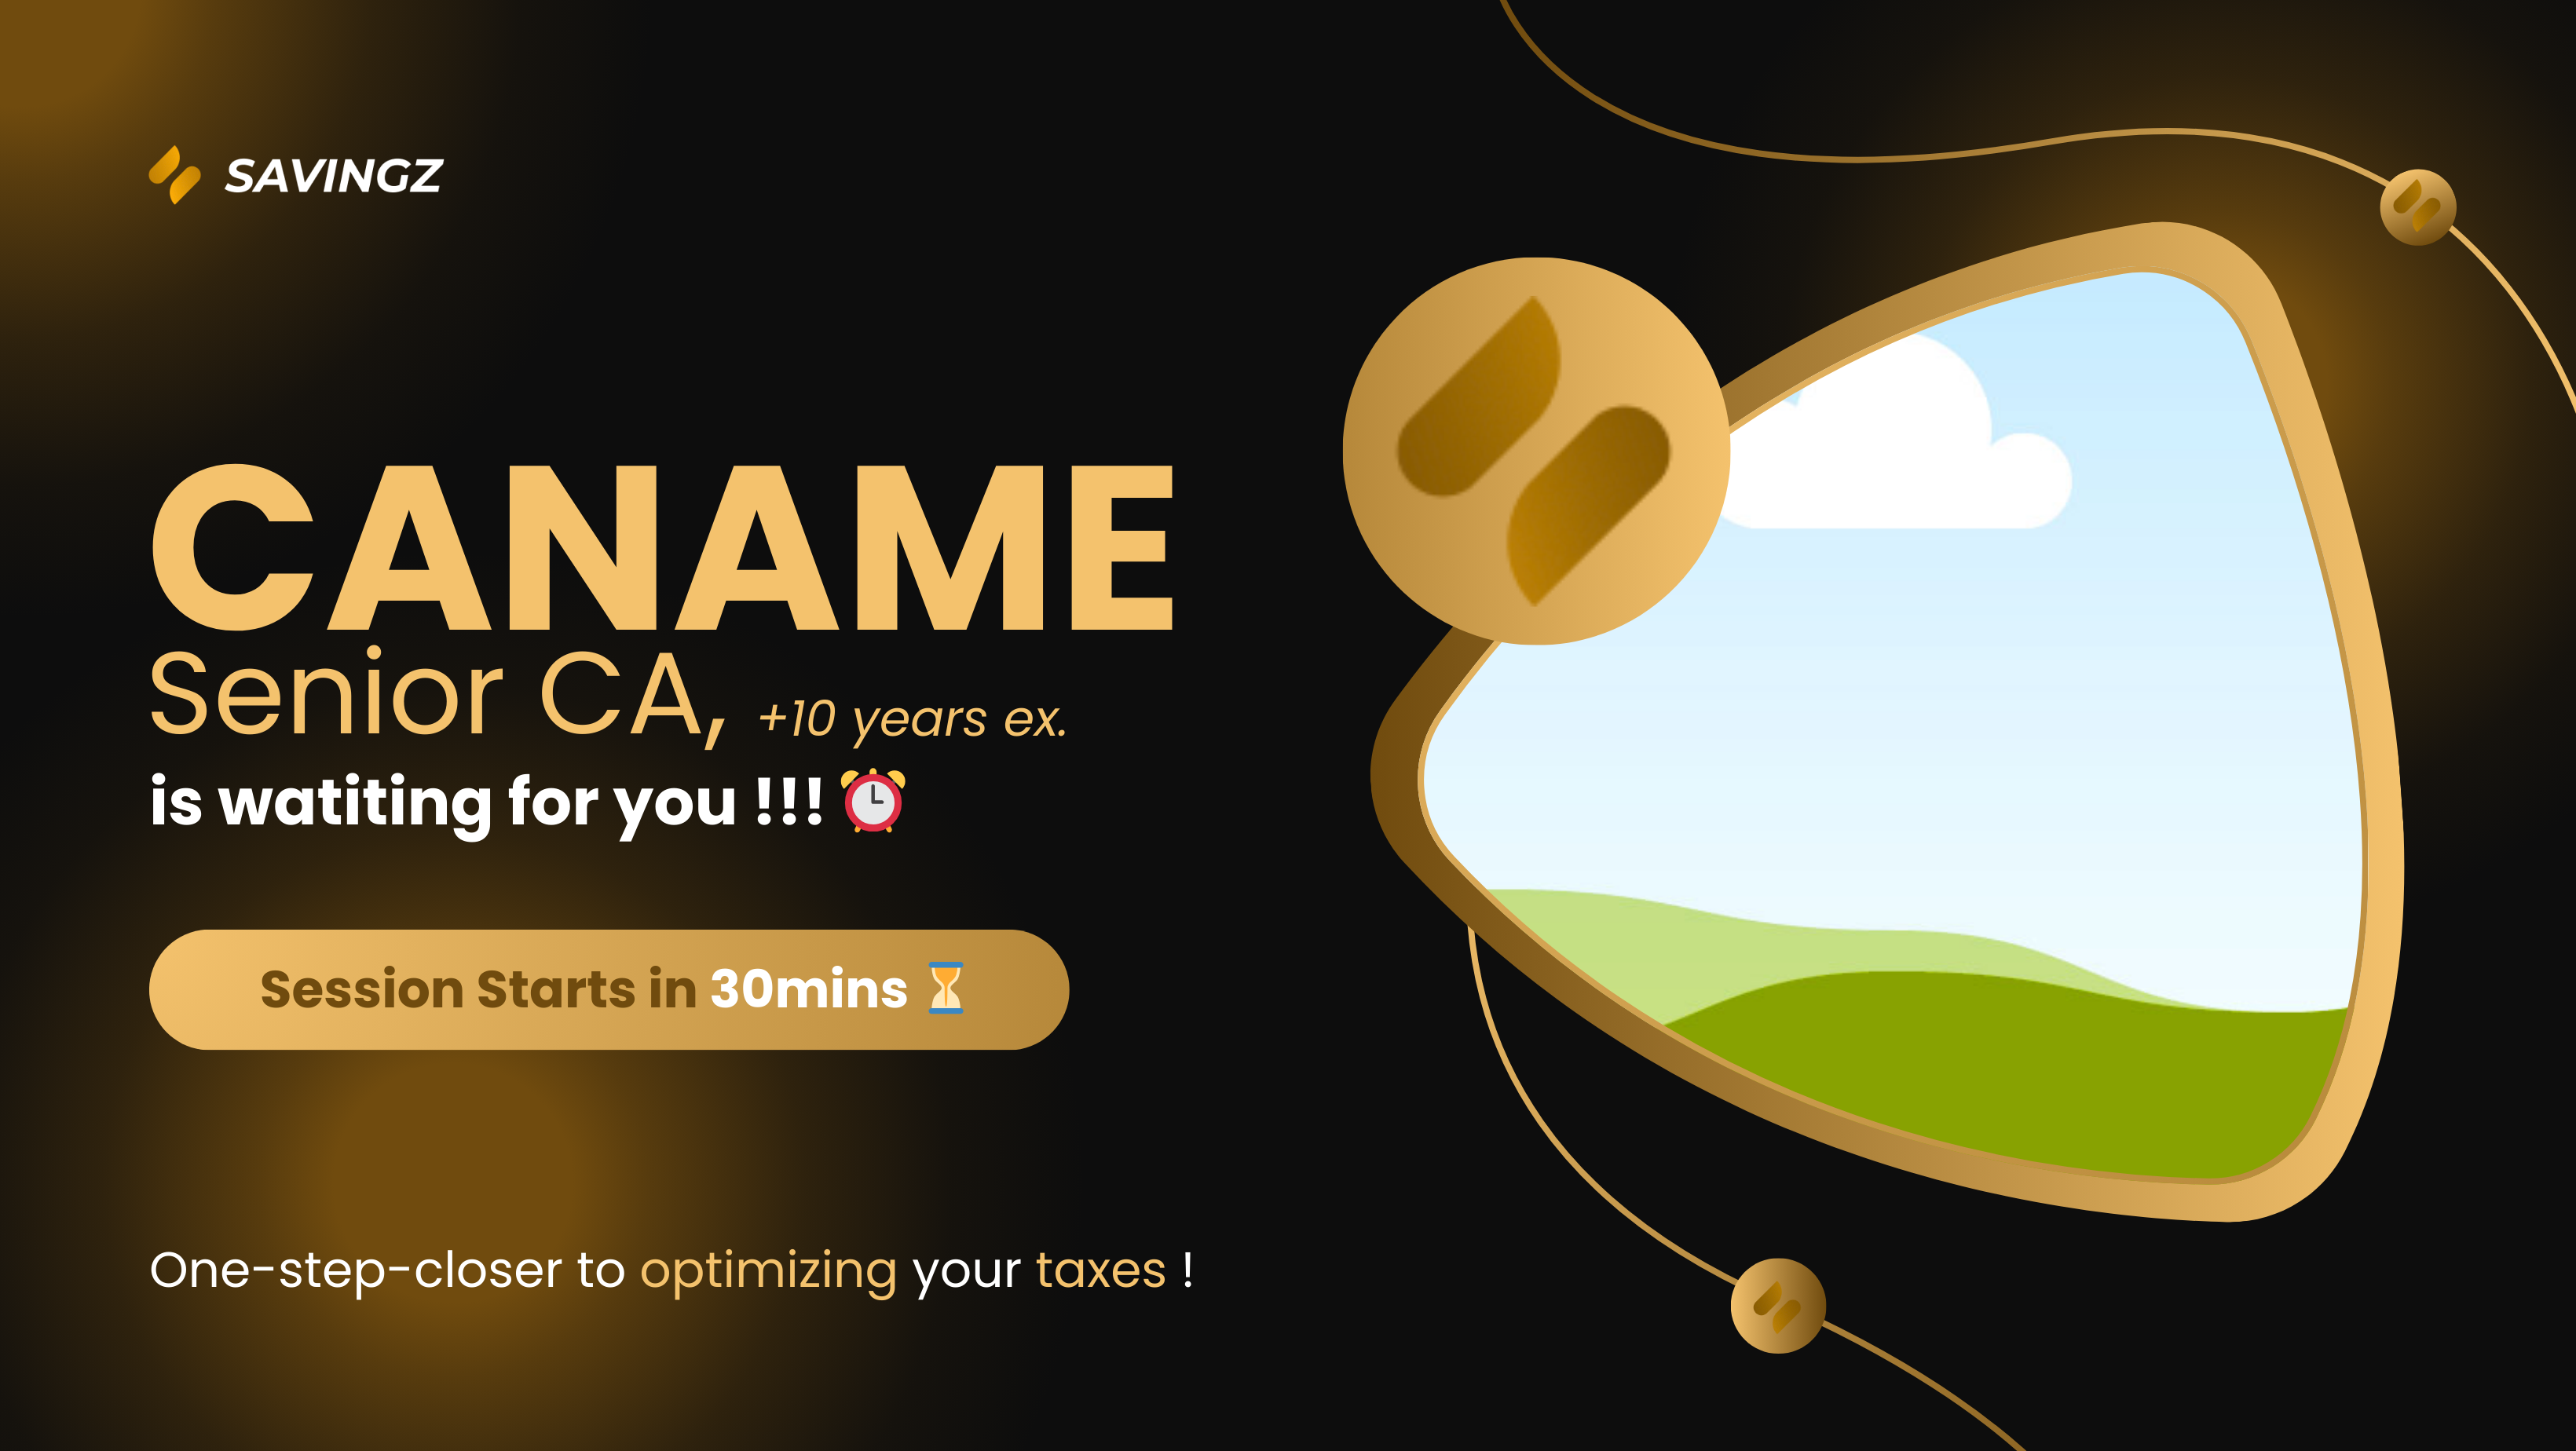 SAVINGZ
CANAME
Senior CA, +10 years ex.
is watiting for you !!! ⏰
Session Starts in 30mins ⏳
One-step-closer to optimizing your taxes !